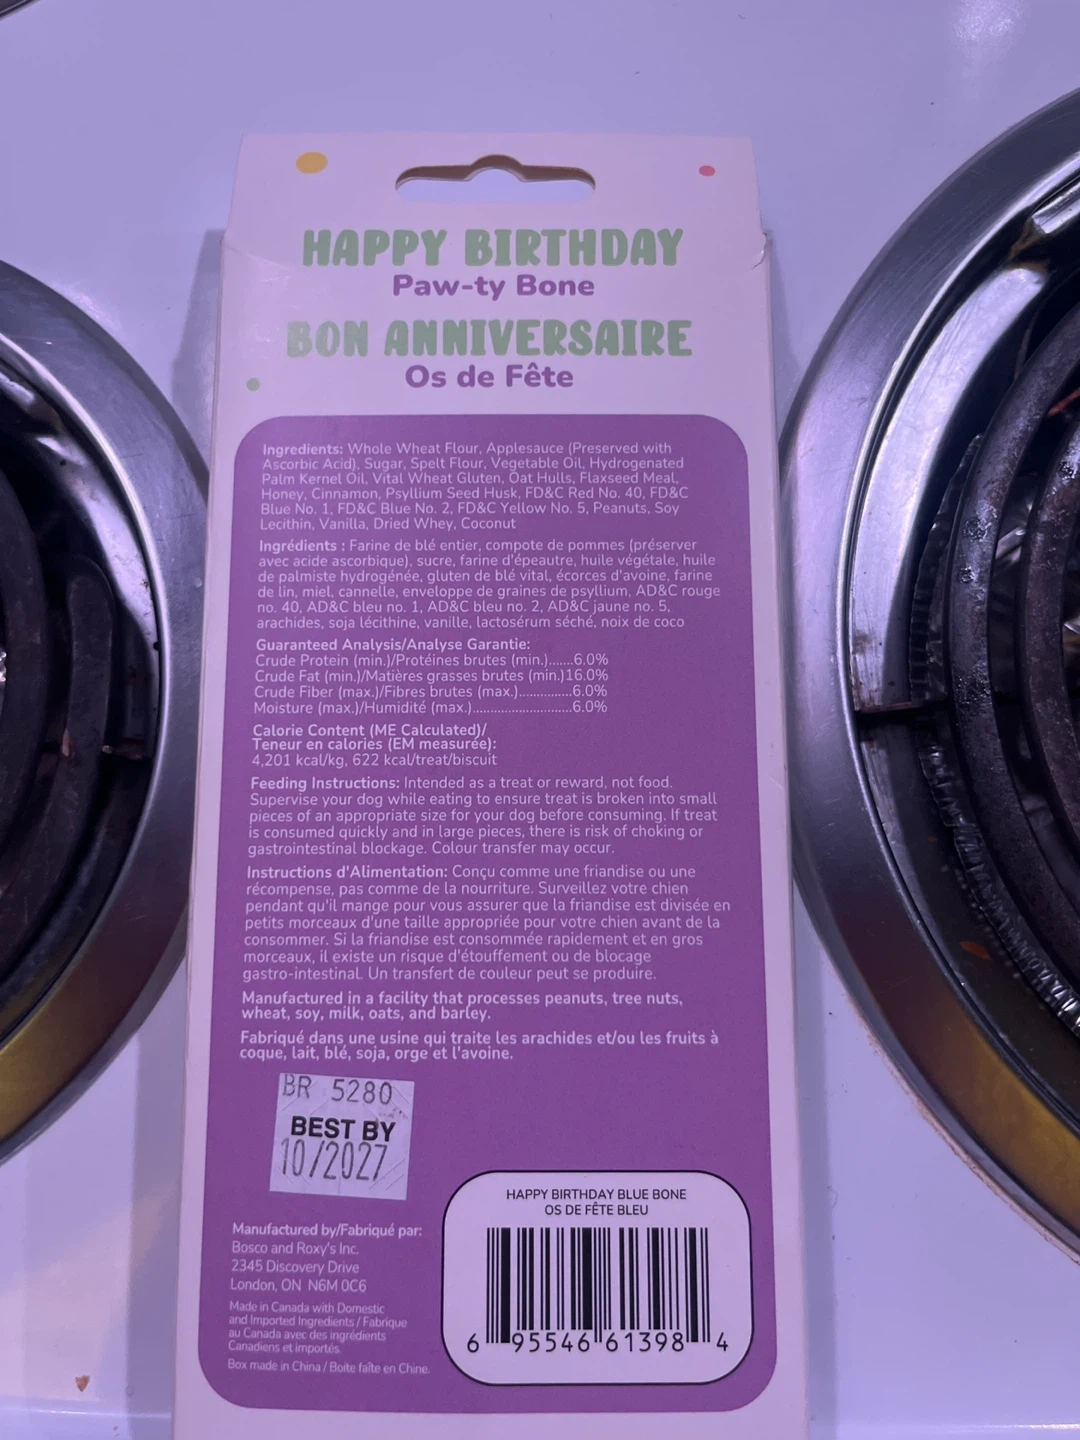 HAPPY BIRTHDAY
Paw-ty Bone
BON ANNIVERSAIRE
Os de Fête
Ingredients: Whole Wheat Flour, Applesauce (Preserved with
Ascorbic Acid), Sugar, Spelt Flour, Vegetable Oil, Hydrogenated
Palm Kernel Oil, Vital Wheat Gluten, Oat Hulls, Flaxseed Meal,
Honey, Cinnamon, Psyllium Seed Husk, FD&C Red No. 40, FD&C
Blue No. 1, FD&C Blue No. 2, FD&C Yellow No. 5, Peanuts, Soy
Lecithin, Vanilla, Dried Whey, Coconut
Ingrédients : Farine de blé entier, compote de pommes (préserver
avec acide ascorbique), sucre, farine d'épeautre, huile végétale, huile
de palmiste hydrogénée, gluten de blé vital, écorces d'avoine, farine
de lin, miel, cannelle, enveloppe de graines de psyllium, AD&C rouge
no. 40, AD&C bleu no. 1, AD&C bleu no. 2, AD&C jaune no. 5,
arachides, soja lécithine, vanille, lactosérum séché, noix de coco
Guaranteed Analysis/Analyse Garantie:
Crude Protein (min.)/Protéines brutes (min.).......6.0%
Crude Fat (min.)/Matières grasses brutes (min.)16.0%
Crude Fiber (max.)/Fibres brutes (max.)..............6.0%
Moisture (max.)/Humidité (max.)..........................6.0%
Calorie Content (ME Calculated)/
Teneur en calories (EM measurée):
4,201 kcal/kg, 622 kcal/treat/biscuit
Feeding Instructions: Intended as a treat or reward, not food.
Supervise your dog while eating to ensure treat is broken into small
pieces of an appropriate size for your dog before consuming. If treat
is consumed quickly and in large pieces, there is risk of choking or
gastrointestinal blockage. Colour transfer may occur.
Instructions d'Alimentation: Conçu comme une friandise ou une
récompense, pas comme de la nourriture. Surveillez votre chien
pendant qu'il mange pour vous assurer que la friandise est divisée en
petits morceaux d'une taille appropriée pour votre chien avant de la
consommer. Si la friandise est consommée rapidement et en gros
morceaux, il existe un risque d'étouffement ou de blocage
gastro-intestinal. Un transfert de couleur peut se produire.
Manufactured in a facility that processes peanuts, tree nuts,
wheat, soy, milk, oats, and barley.
Fabriqué dans une usine qui traite les arachides et/ou les fruits à
coque, lait, blé, soja, orge et l'avoine.
BR 5280
BEST BY
10/2027
HAPPY BIRTHDAY BLUE BONE
OS DE FÊTE BLEU
6 95546 61398 4
Manufactured by/Fabriqué par:
Bosco and Roxy's Inc.
2345 Discovery Drive
London, ON N6M 0C6
Made in Canada with Domestic
and Imported Ingredients / Fabrique
au Canada avec des ingrédients
Canadiens et importés.
Box made in China / Boite faîte en Chine.